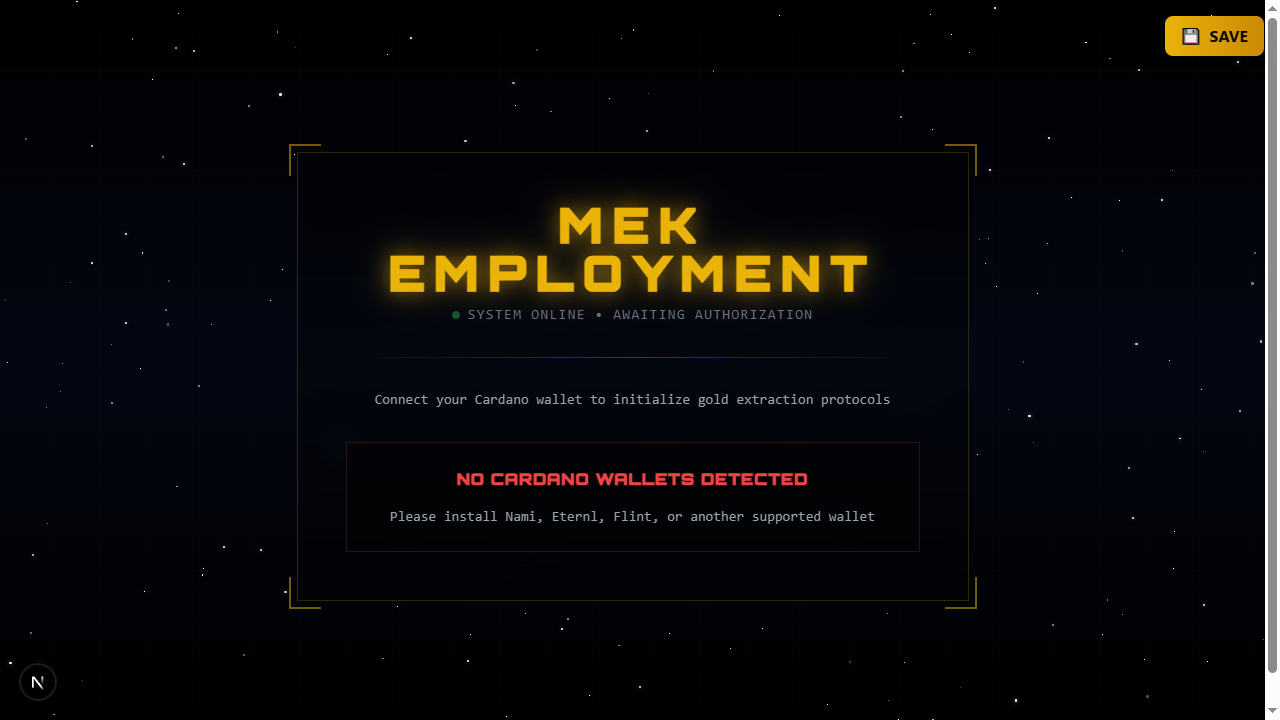 SAVE
MEK
EMPLOYMENT
SYSTEM ONLINE • AWAITING AUTHORIZATION
Connect your Cardano wallet to initialize gold extraction protocols
NO CARDANO WALLETS DETECTED
Please install Nami, Eternl, Flint, or another supported wallet
N